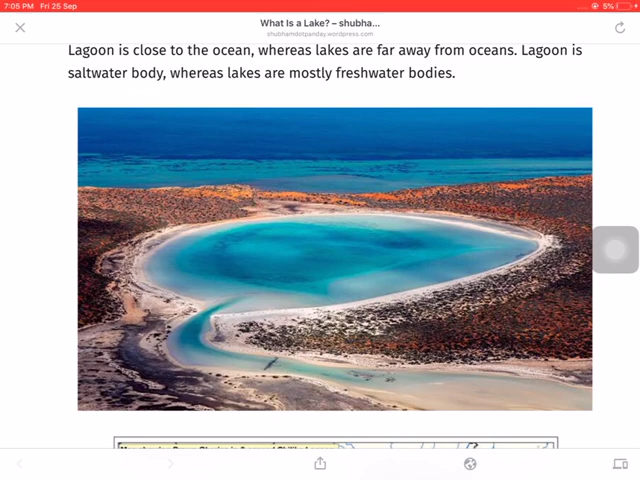 7:05 PM Fri 25 Sep
5%
What Is a Lake? – shubha...
shubhamdotpanday.wordpress.com
Lagoon is close to the ocean, whereas lakes are far away from oceans. Lagoon is
saltwater body, whereas lakes are mostly freshwater bodies.